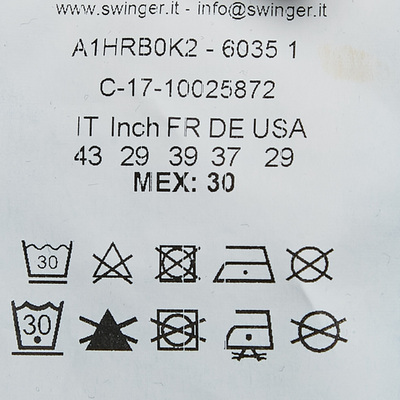 www.swinger.it - info@swinger.it
A1HRB0K2 - 6035 1
C-17-10025872
IT Inch FR DE USA
43 29 39 37 29
MEX: 30
30
30